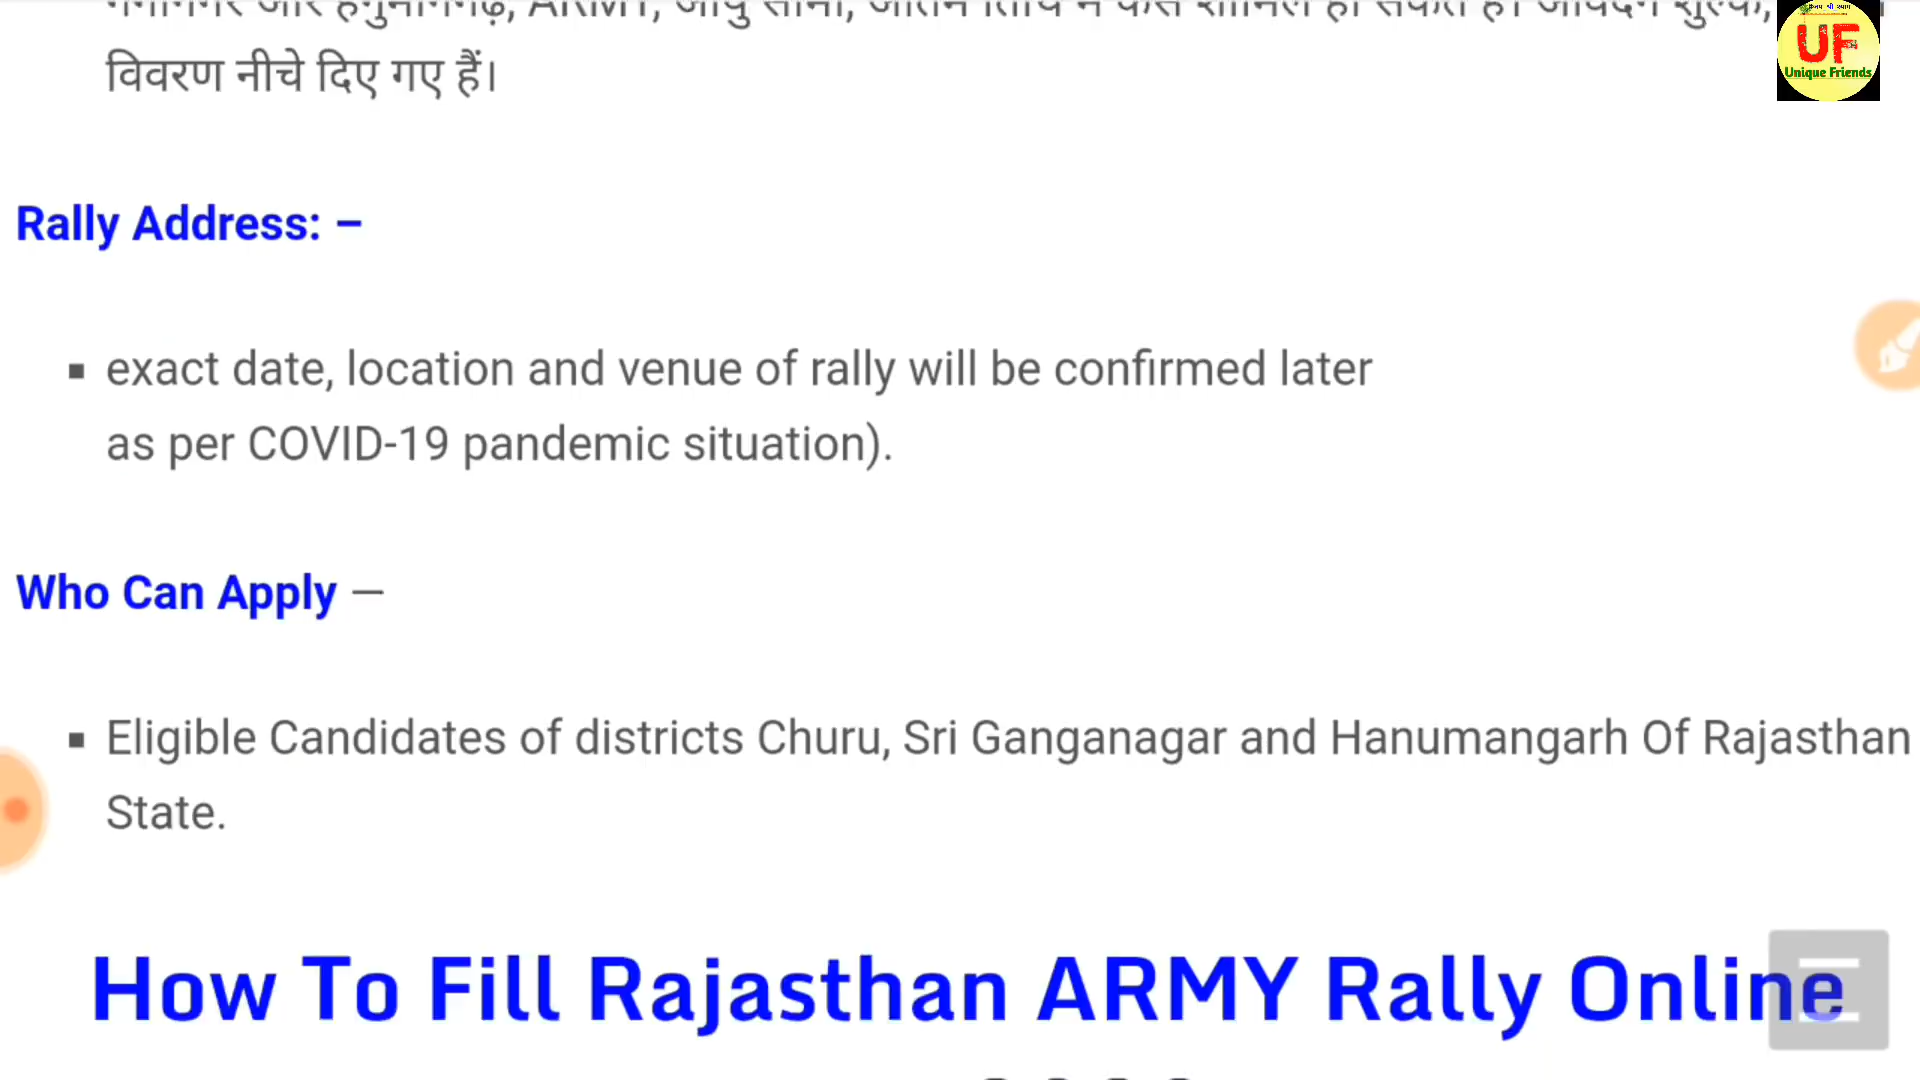 ARMY,
विवरण नीचे दिए गए हैं।
UF
Unique Friends
Rally Address: –
▪ exact date, location and venue of rally will be confirmed later
as per COVID-19 pandemic situation).
Who Can Apply —
▪ Eligible Candidates of districts Churu, Sri Ganganagar and Hanumangarh Of Rajasthan
State.
How To Fill Rajasthan ARMY Rally Online